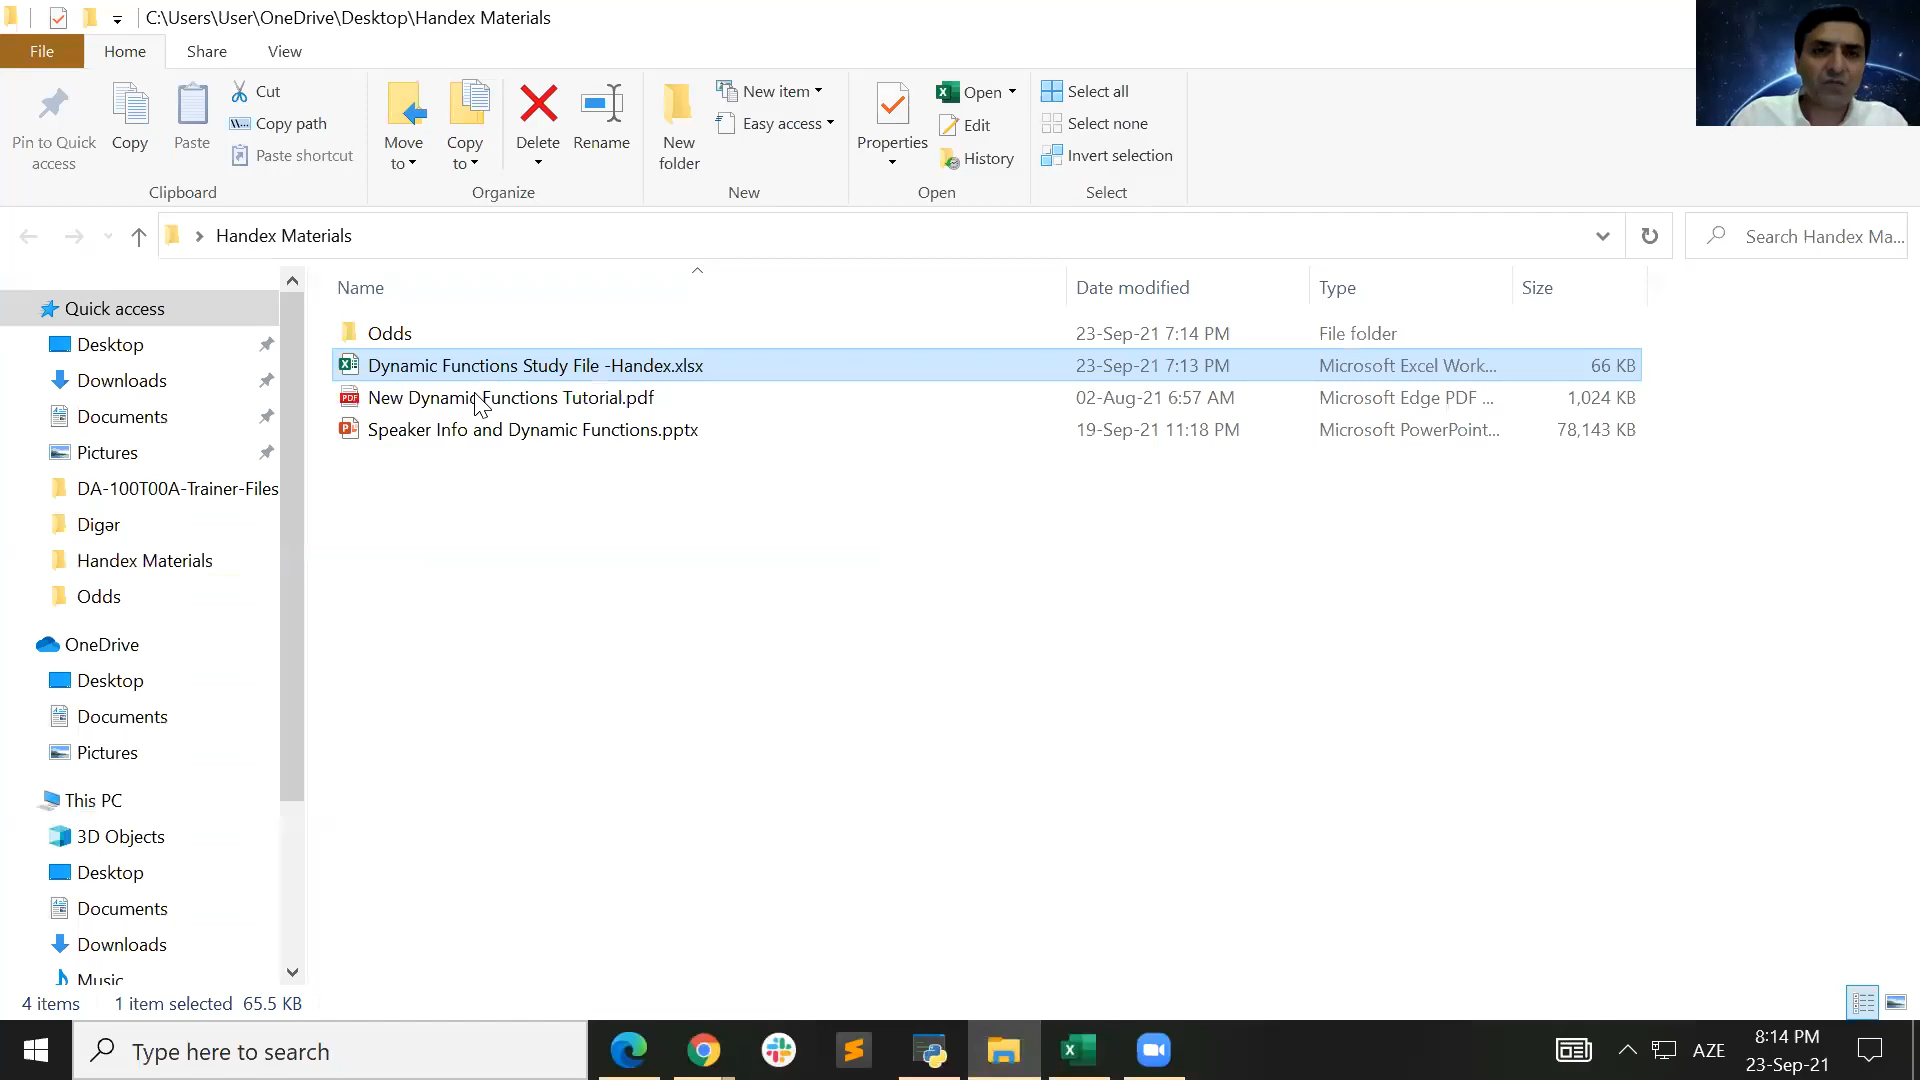 C:\Users\User\OneDrive\Desktop\Handex Materials
File
Home
Share
View
Pin to Quick access
Copy
Paste
Cut
Copy path
Paste shortcut
Clipboard
Move to
Copy to
Delete
Rename
Organize
New folder
New item
Easy access
New
Properties
Open
Edit
History
Open
Select all
Select none
Invert selection
Select
Handex Materials
Search Handex Ma...
Name
Date modified
Type
Size
Odds 23-Sep-21 7:14 PM File folder
Dynamic Functions Study File -Handex.xlsx 23-Sep-21 7:13 PM Microsoft Excel Work... 66 KB
New Dynamic Functions Tutorial.pdf 02-Aug-21 6:57 AM Microsoft Edge PDF ... 1,024 KB
Speaker Info and Dynamic Functions.pptx 19-Sep-21 11:18 PM Microsoft PowerPoint... 78,143 KB
Quick access
Desktop
Downloads
Documents
Pictures
DA-100T00A-Trainer-Files
Digər
Handex Materials
Odds
OneDrive
Desktop
Documents
Pictures
This PC
3D Objects
Desktop
Documents
Downloads
Music
4 items 1 item selected 65.5 KB
Type here to search
AZE
8:14 PM
23-Sep-21